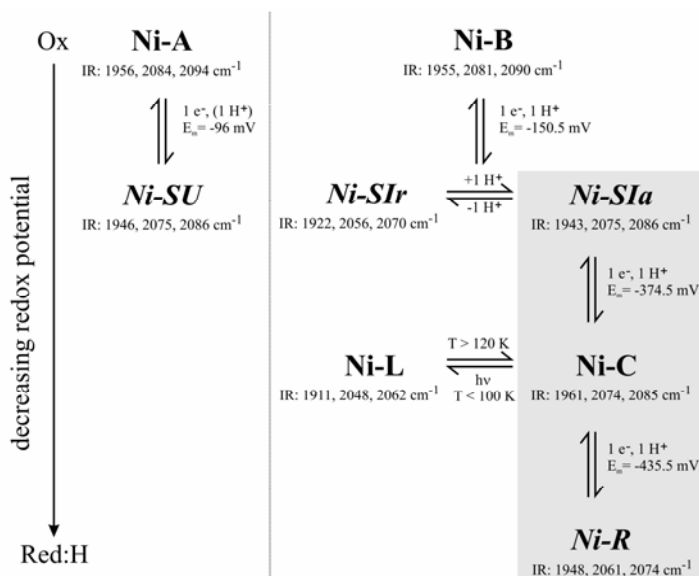 Ox
Ni-A
Ni-B
IR: 1956, 2084, 2094 cm⁻¹
IR: 1955, 2081, 2090 cm⁻¹
1 e⁻, (1 H⁺)
Eₘ= -96 mV
1 e⁻, 1 H⁺
Eₘ= -150.5 mV
Ni-SU
Ni-SIr
+1 H⁺
-1 H⁺
Ni-SIa
IR: 1946, 2075, 2086 cm⁻¹
IR: 1922, 2056, 2070 cm⁻¹
IR: 1943, 2075, 2086 cm⁻¹
1 e⁻, 1 H⁺
Eₘ= -374.5 mV
decreasing redox potential
Ni-L
T > 120 K
hν
T < 100 K
Ni-C
IR: 1911, 2048, 2062 cm⁻¹
IR: 1961, 2074, 2085 cm⁻¹
1 e⁻, 1 H⁺
Eₘ= -435.5 mV
Red:H
Ni-R
IR: 1948, 2061, 2074 cm⁻¹